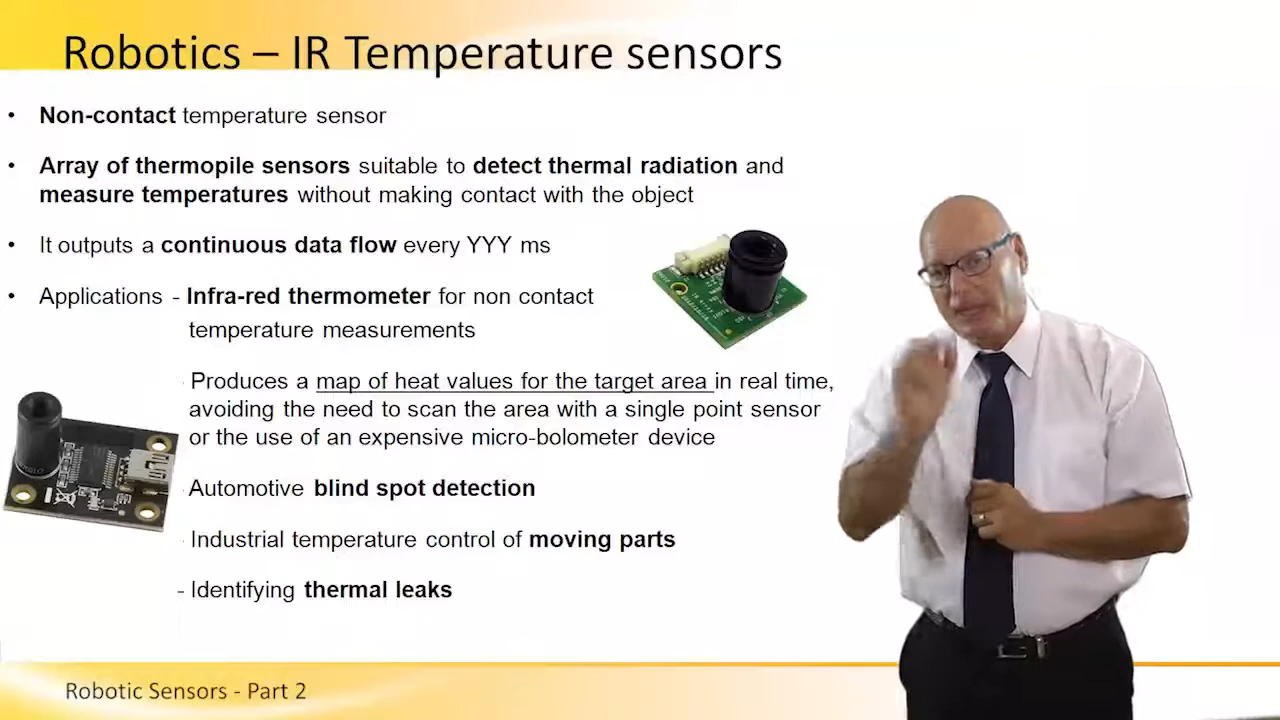 Robotics – IR Temperature sensors
• Non-contact temperature sensor
• Array of thermopile sensors suitable to detect thermal radiation and
measure temperatures without making contact with the object
• It outputs a continuous data flow every YYY ms
• Applications - Infra-red thermometer for non contact
temperature measurements
Produces a map of heat values for the target area in real time,
avoiding the need to scan the area with a single point sensor
or the use of an expensive micro-bolometer device
Automotive blind spot detection
Industrial temperature control of moving parts
- Identifying thermal leaks
Robotic Sensors - Part 2